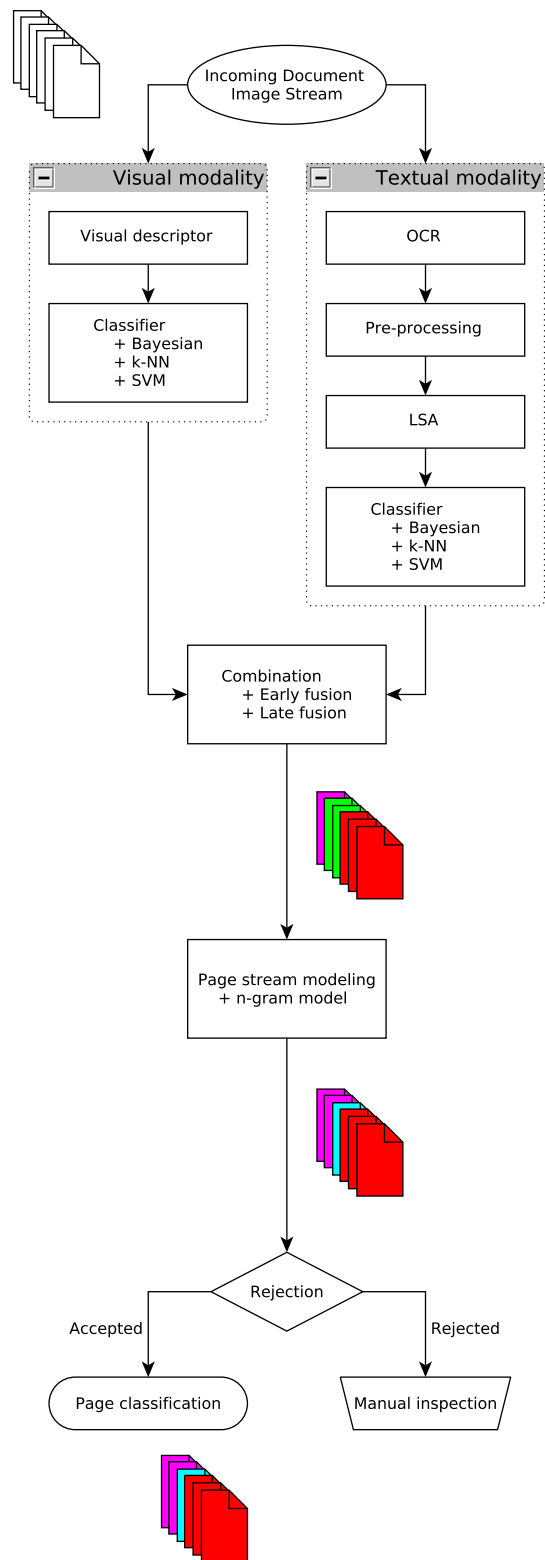 Incoming Document
Image Stream
Visual modality
Visual descriptor
Classifier
+ Bayesian
+ k-NN
+ SVM
Textual modality
OCR
Pre-processing
LSA
Classifier
+ Bayesian
+ k-NN
+ SVM
Combination
+ Early fusion
+ Late fusion
Page stream modeling
+ n-gram model
Rejection
Accepted
Rejected
Page classification
Manual inspection